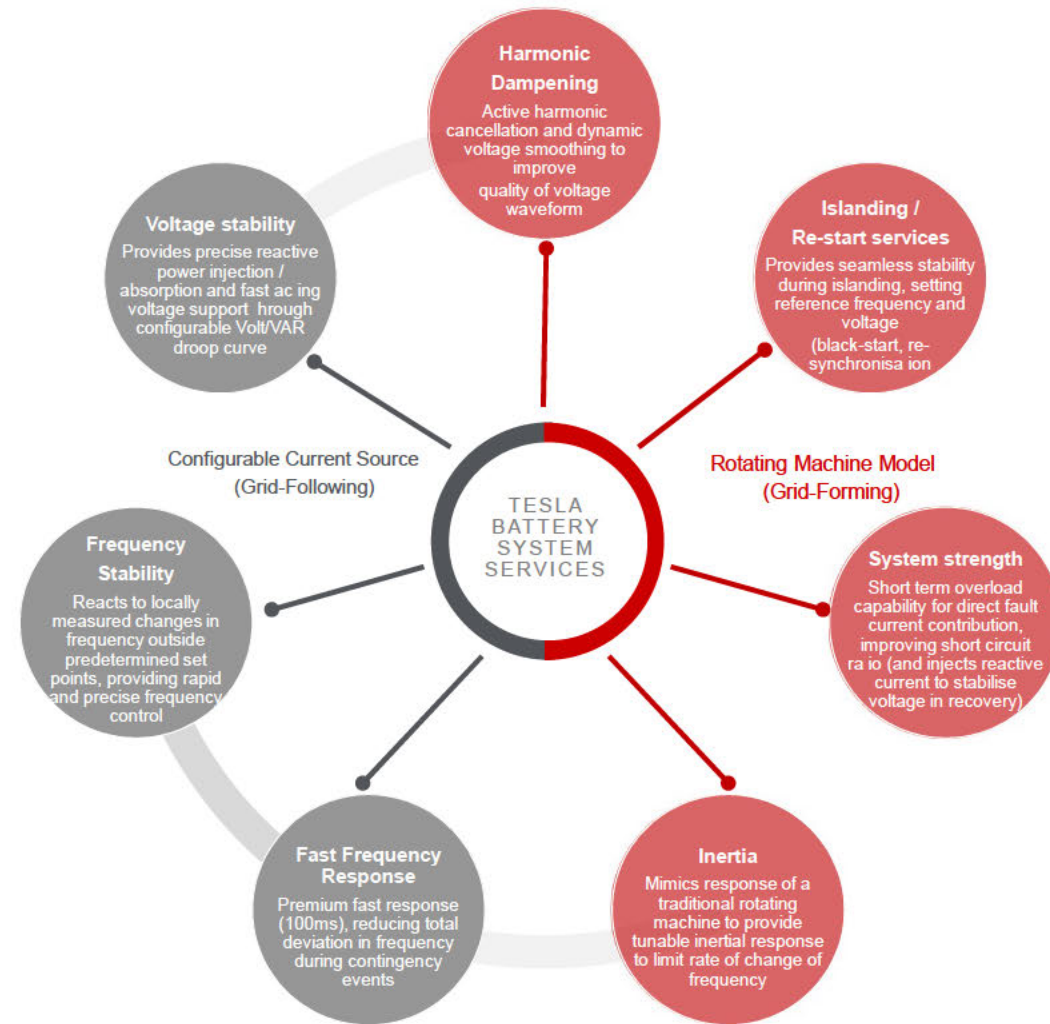 Harmonic
Dampening
Active harmonic
cancellation and dynamic
voltage smoothing to
improve
quality of voltage
waveform
Voltage stability
Provides precise reactive
power injection /
absorption and fast ac ing
voltage support  hrough
configurable Volt/VAR
droop curve
Islanding /
Re-start services
Provides seamless stability
during islanding, setting
reference frequency and
voltage
(black-start, re-
synchronisa ion
Configurable Current Source
(Grid-Following)
Rotating Machine Model
(Grid-Forming)
TESLA
BATTERY
SYSTEM
SERVICES
Frequency
Stability
Reacts to locally
measured changes in
frequency outside
predetermined set
points, providing rapid
and precise frequency
control
System strength
Short term overload
capability for direct fault
current contribution,
improving short circuit
ra io (and injects reactive
current to stabilise
voltage in recovery)
Fast Frequency
Response
Premium fast response
(100ms), reducing total
deviation in frequency
during contingency
events
Inertia
Mimics response of a
traditional rotating
machine to provide
tunable inertial response
to limit rate of change of
frequency